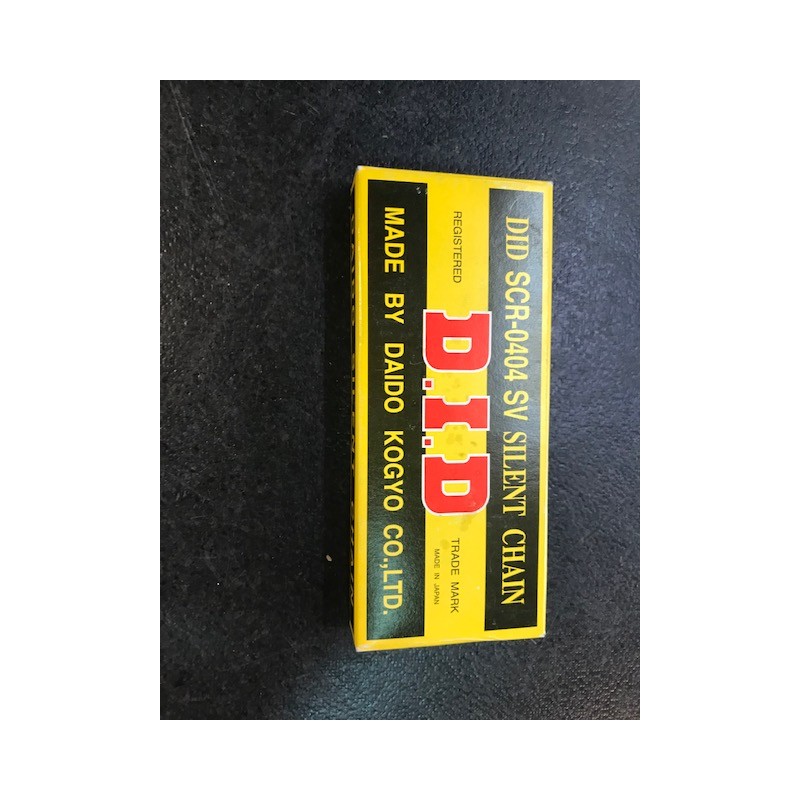 DID SCR-0404 SV SILENT CHAIN
REGISTERED
TRADE MARK
MADE IN JAPAN
D.I.D
MADE BY DAIDO KOGYO CO.,LTD.